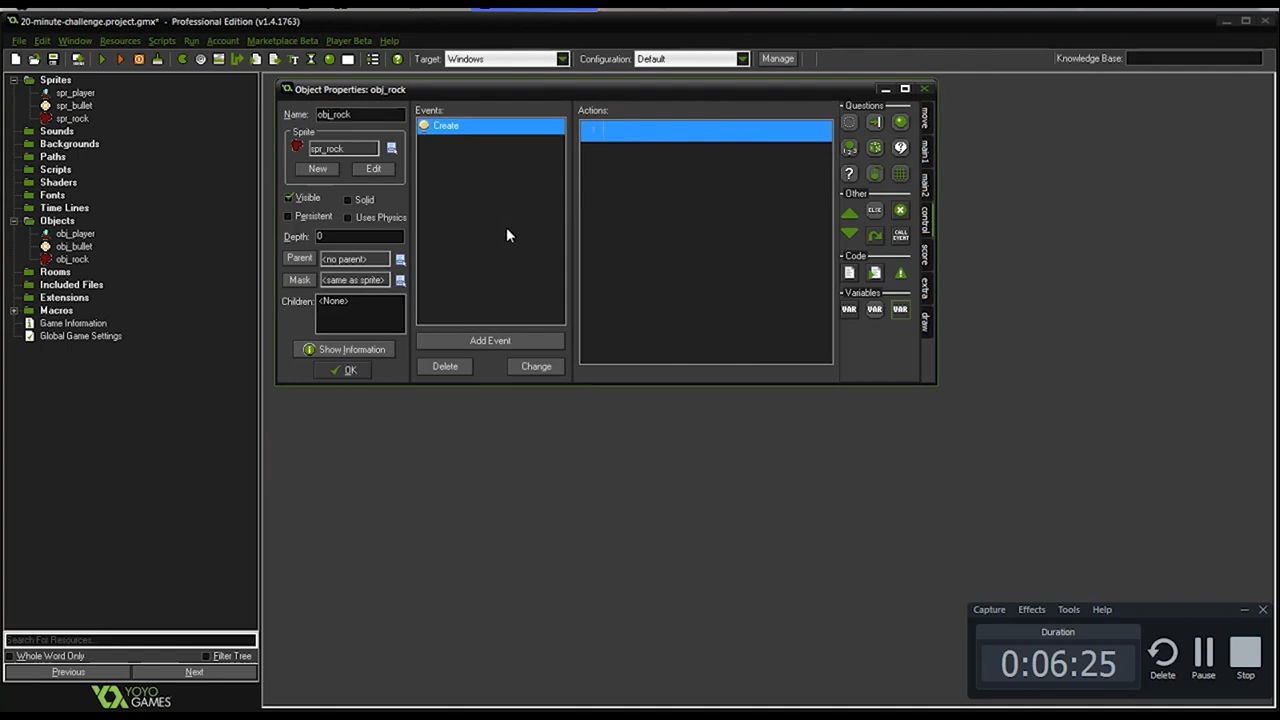 20-minute-challenge.project.gmx* - Professional Edition (v1.4.1763)
File Edit Window Resources Scripts Run Account Marketplace Beta Player Beta Help
Target: Windows Configuration: Default Manage Knowledge Base:
Sprites
spr_player
spr_bullet
spr_rock
Sounds
Backgrounds
Paths
Scripts
Shaders
Fonts
Time Lines
Objects
obj_player
obj_bullet
obj_rock
Rooms
Included Files
Extensions
Macros
Game Information
Global Game Settings
Search For Resources...
Whole Word Only Filter Tree
Previous Next
YOYO
GAMES
Object Properties: obj_rock
Name: obj_rock
Sprite
spr_rock
New Edit
Visible Solid
Persistent Uses Physics
Depth: 0
Parent <no parent>
Mask <same as sprite>
Children: <None>
Show Information
OK
Events:
Create
Add Event
Delete Change
Actions:
Questions
Other
ELSE
CALL
EVENT
Code
Variables
VAR VAR VAR
move
main1
main2
control
score
extra
draw
Capture Effects Tools Help
Duration
0:06:25
Delete Pause Stop